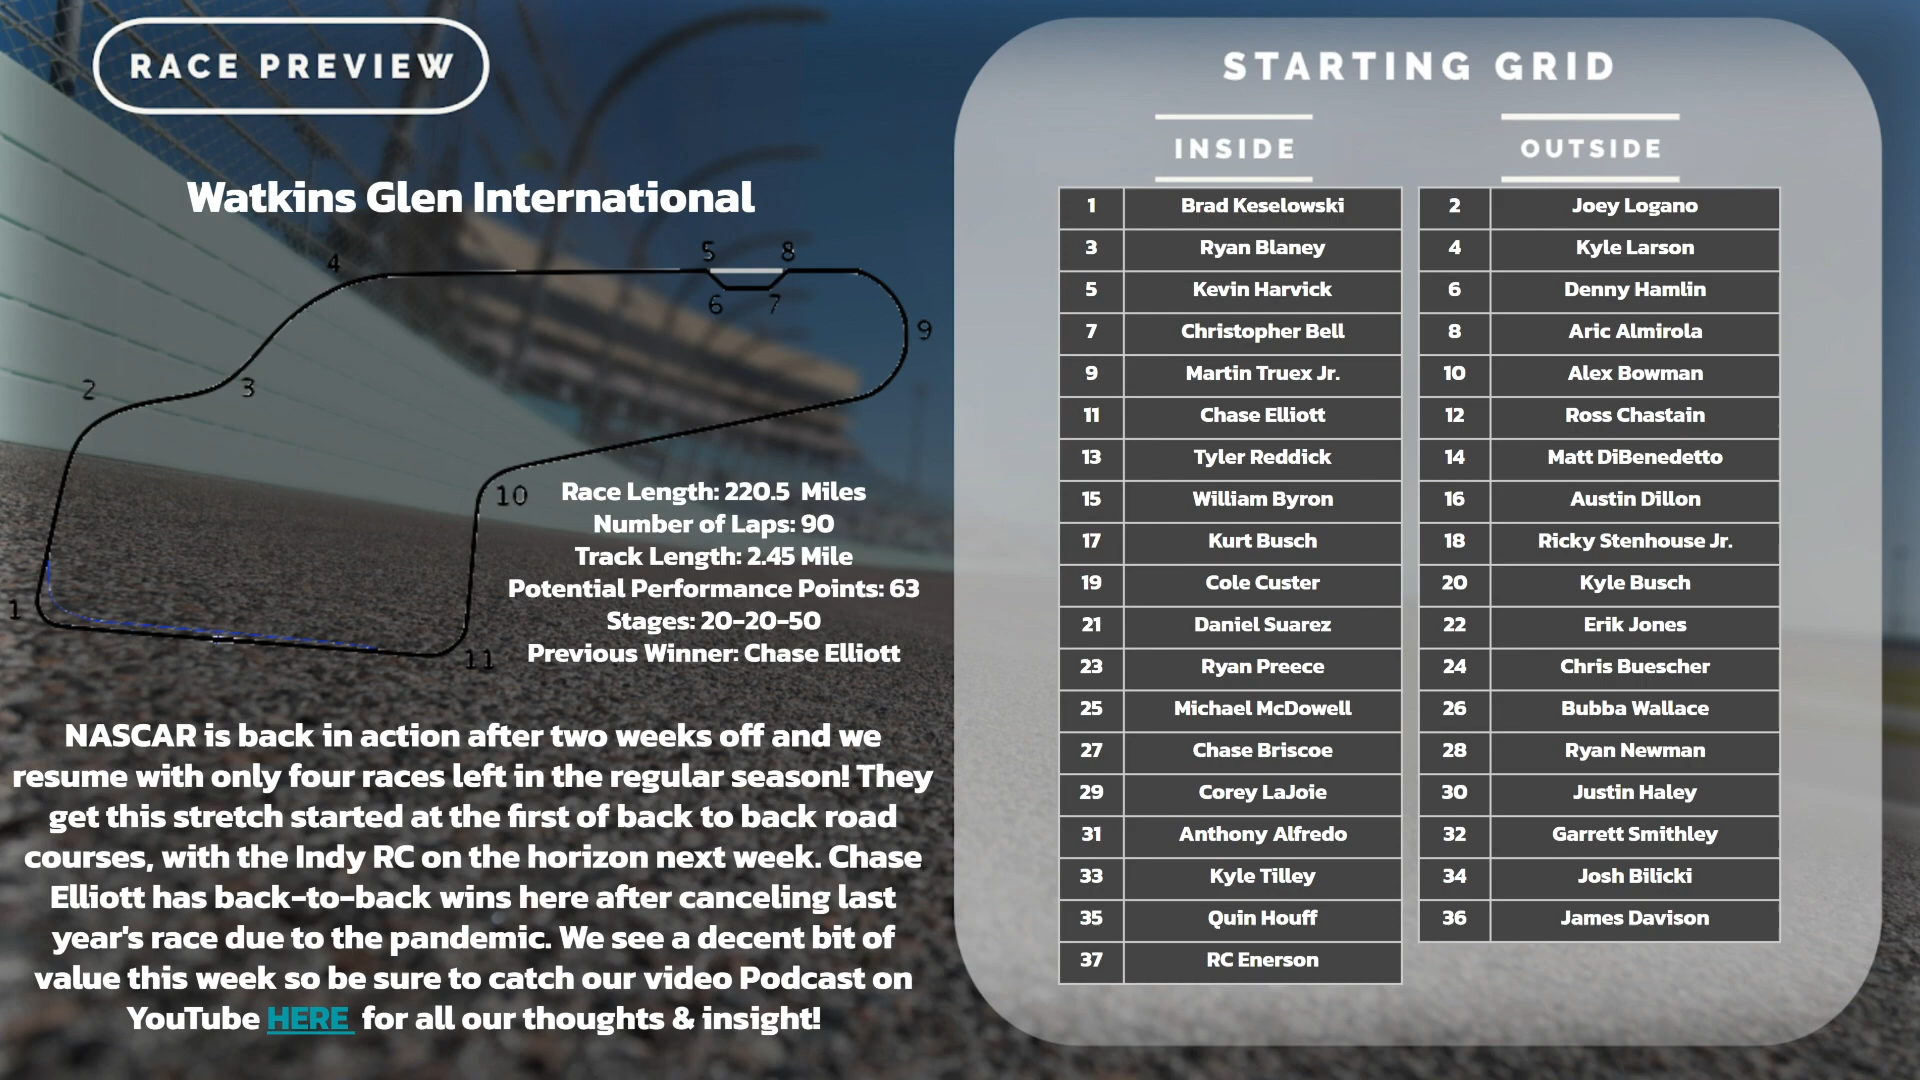 RACE PREVIEW
Watkins Glen International
1
2
3
4
5
6
7
8
9
10
11
Race Length: 220.5 Miles
Number of Laps: 90
Track Length: 2.45 Mile
Potential Performance Points: 63
Stages: 20-20-50
Previous Winner: Chase Elliott
NASCAR is back in action after two weeks off and we
resume with only four races left in the regular season! They
get this stretch started at the first of back to back road
courses, with the Indy RC on the horizon next week. Chase
Elliott has back-to-back wins here after canceling last
year's race due to the pandemic. We see a decent bit of
value this week so be sure to catch our video Podcast on
YouTube HERE for all our thoughts & insight!
STARTING GRID
INSIDE OUTSIDE
1 Brad Keselowski 2 Joey Logano
3 Ryan Blaney 4 Kyle Larson
5 Kevin Harvick 6 Denny Hamlin
7 Christopher Bell 8 Aric Almirola
9 Martin Truex Jr. 10 Alex Bowman
11 Chase Elliott 12 Ross Chastain
13 Tyler Reddick 14 Matt DiBenedetto
15 William Byron 16 Austin Dillon
17 Kurt Busch 18 Ricky Stenhouse Jr.
19 Cole Custer 20 Kyle Busch
21 Daniel Suarez 22 Erik Jones
23 Ryan Preece 24 Chris Buescher
25 Michael McDowell 26 Bubba Wallace
27 Chase Briscoe 28 Ryan Newman
29 Corey LaJoie 30 Justin Haley
31 Anthony Alfredo 32 Garrett Smithley
33 Kyle Tilley 34 Josh Bilicki
35 Quin Houff 36 James Davison
37 RC Enerson